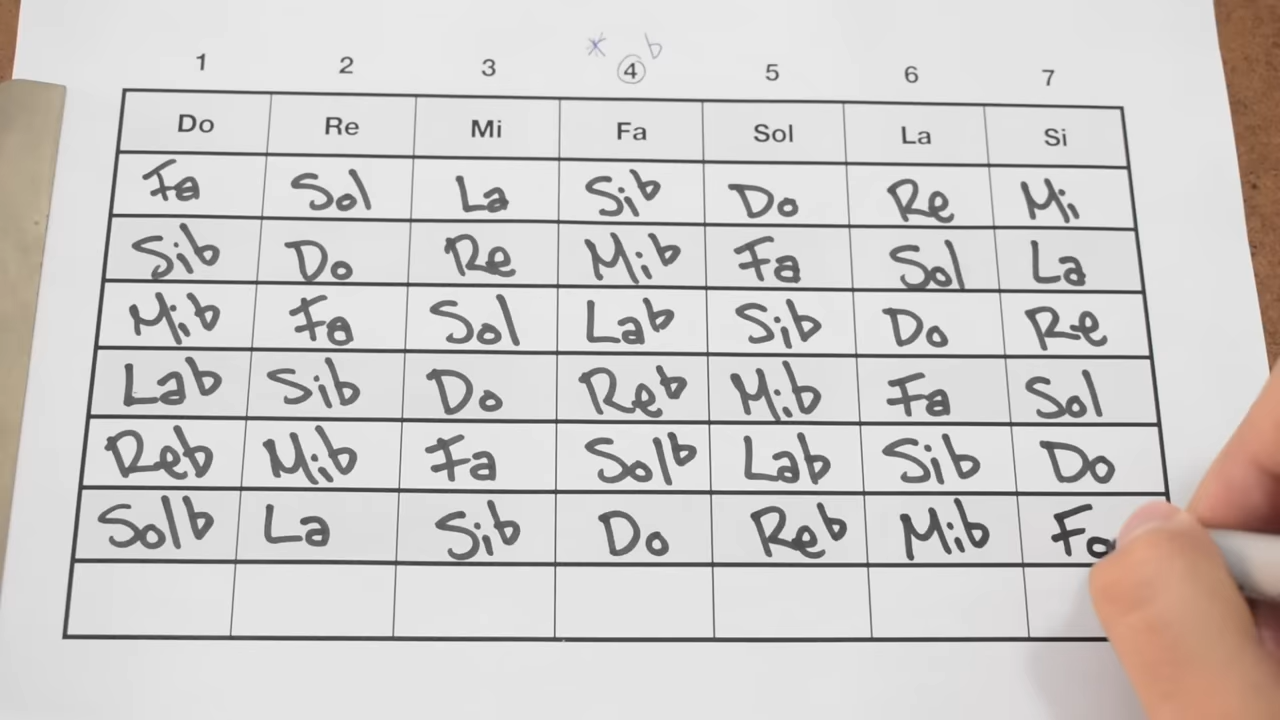 * b
1 2 3 4 5 6 7
Do Re Mi Fa Sol La Si
Fa Sol La Sib Do Re Mi
Sib Do Re Mib Fa Sol La
Mib Fa Sol Lab Sib Do Re
Lab Sib Do Reb Mib Fa Sol
Reb Mib Fa Solb Lab Sib Do
Solb La Sib Do Reb Mib Fa